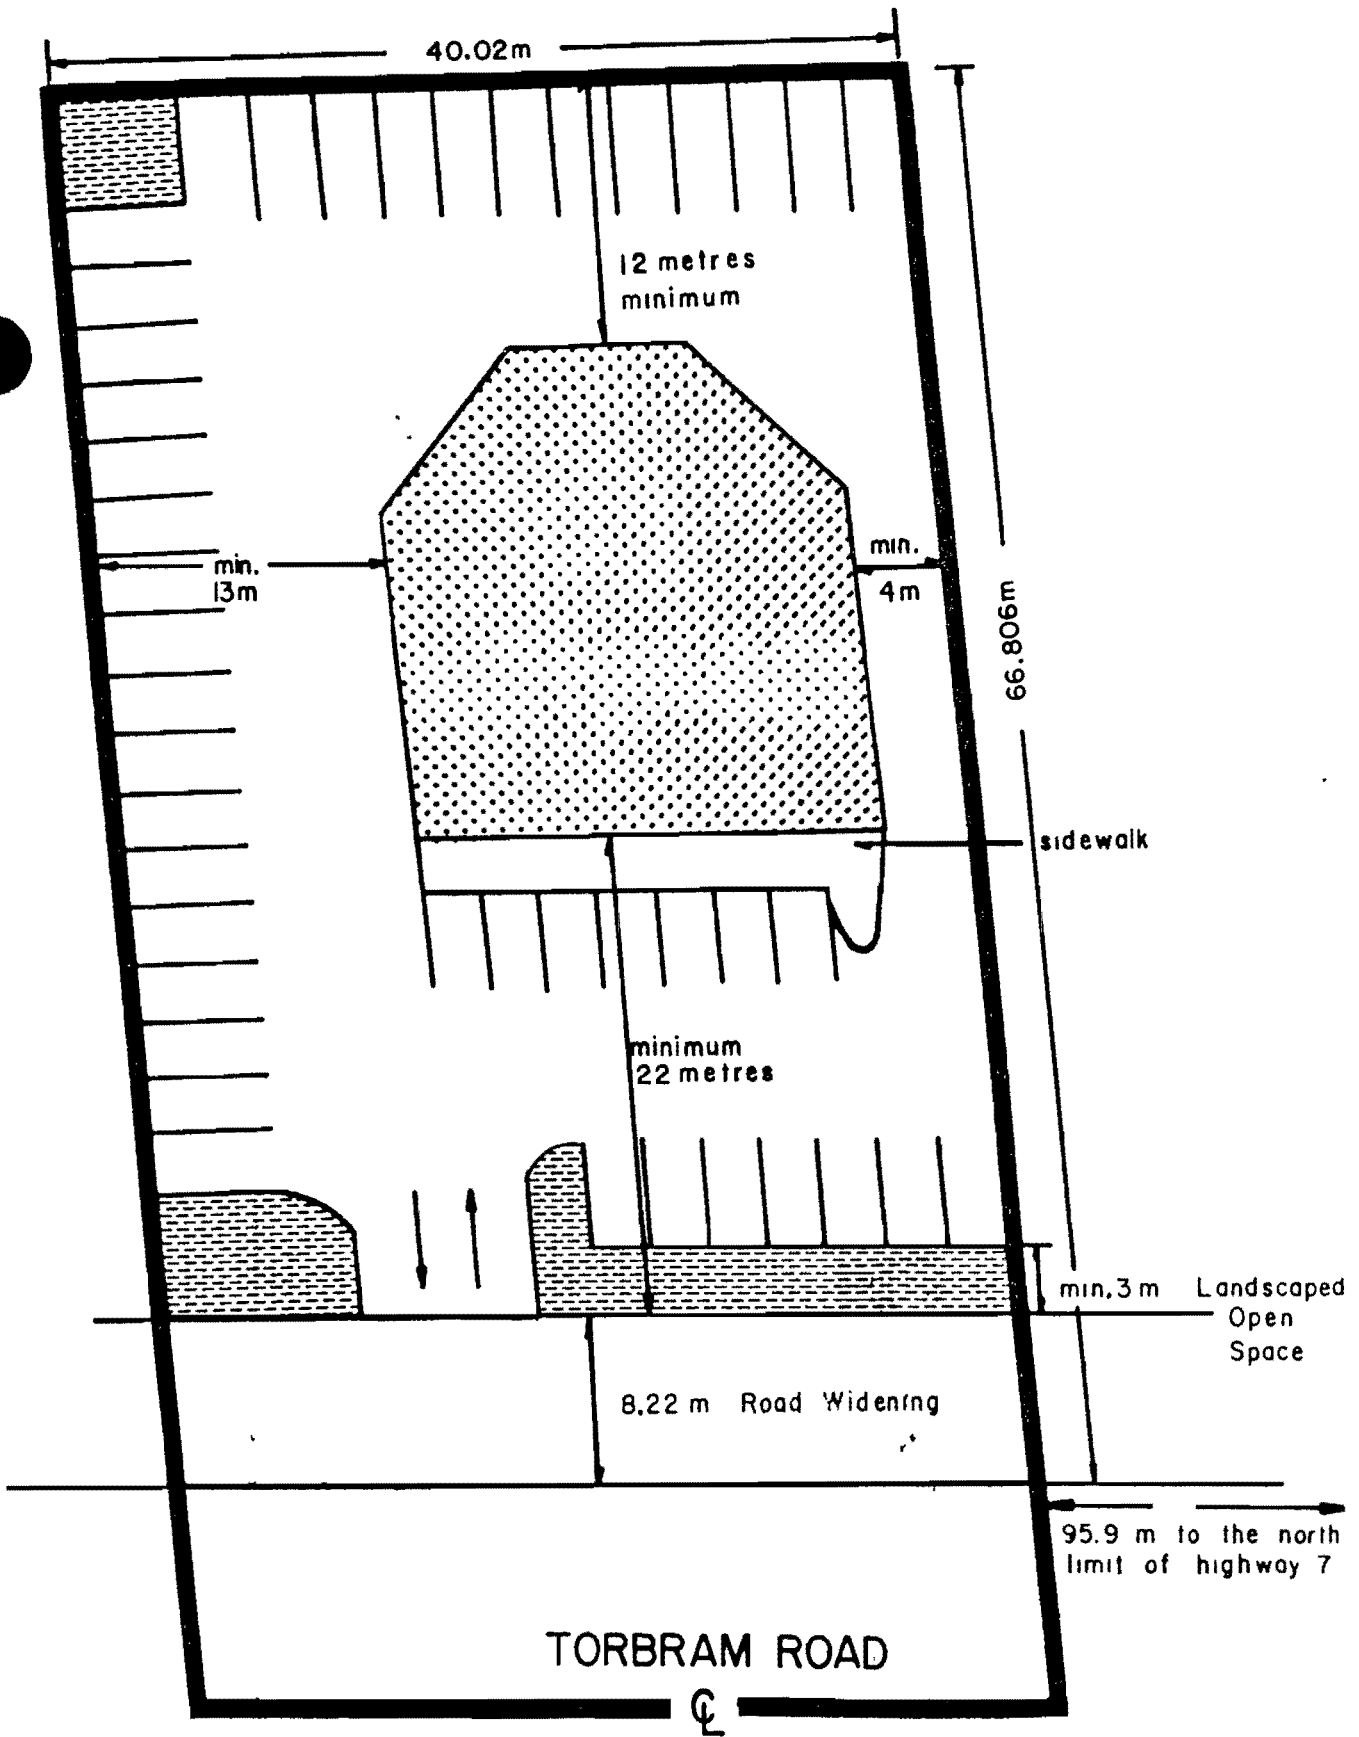 40.02m
12 metres
minimum
min.
13m
min.
4m
66.806m
sidewalk
minimum
22 metres
min. 3 m Landscaped
Open
Space
8.22 m Road Widening
95.9 m to the north
limit of highway 7
TORBRAM ROAD
℄